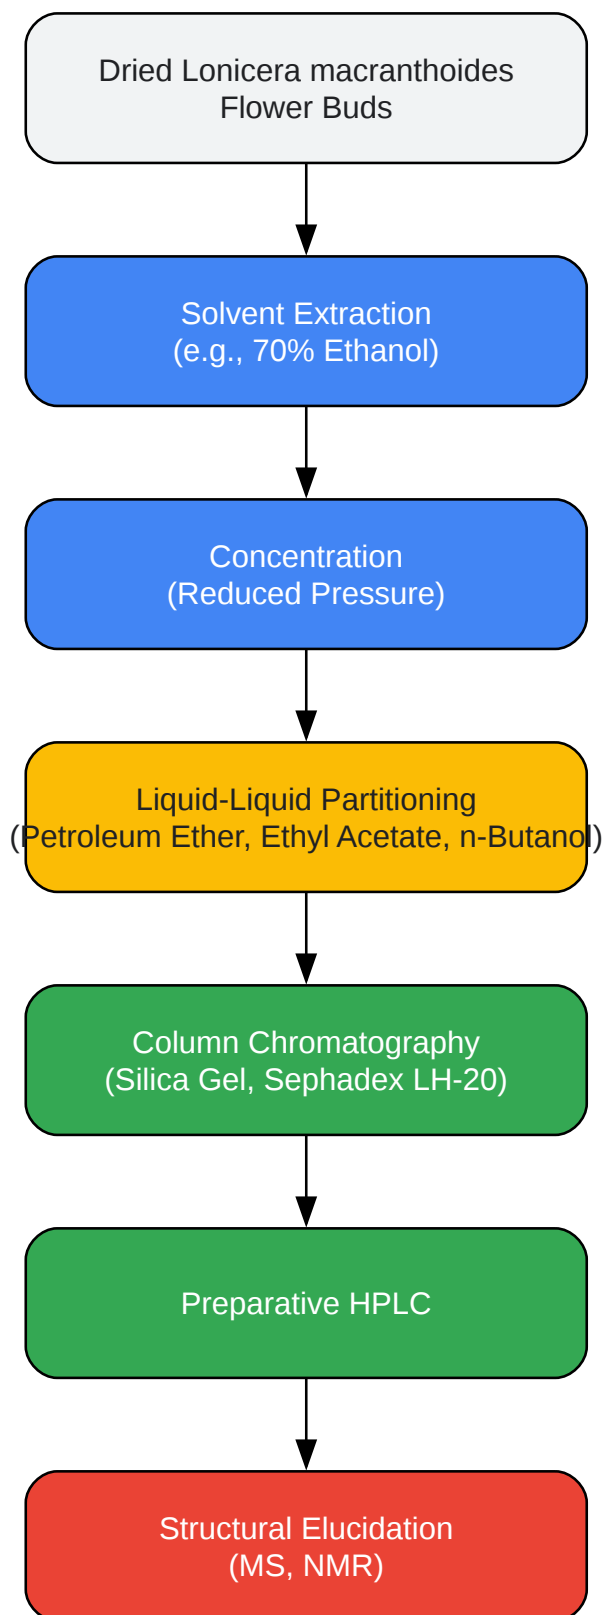 Dried Lonicera macranthoides
Flower Buds
Solvent Extraction
(e.g., 70% Ethanol)
Concentration
(Reduced Pressure)
Liquid-Liquid Partitioning
(Petroleum Ether, Ethyl Acetate, n-Butanol)
Column Chromatography
(Silica Gel, Sephadex LH-20)
Preparative HPLC
Structural Elucidation
(MS, NMR)